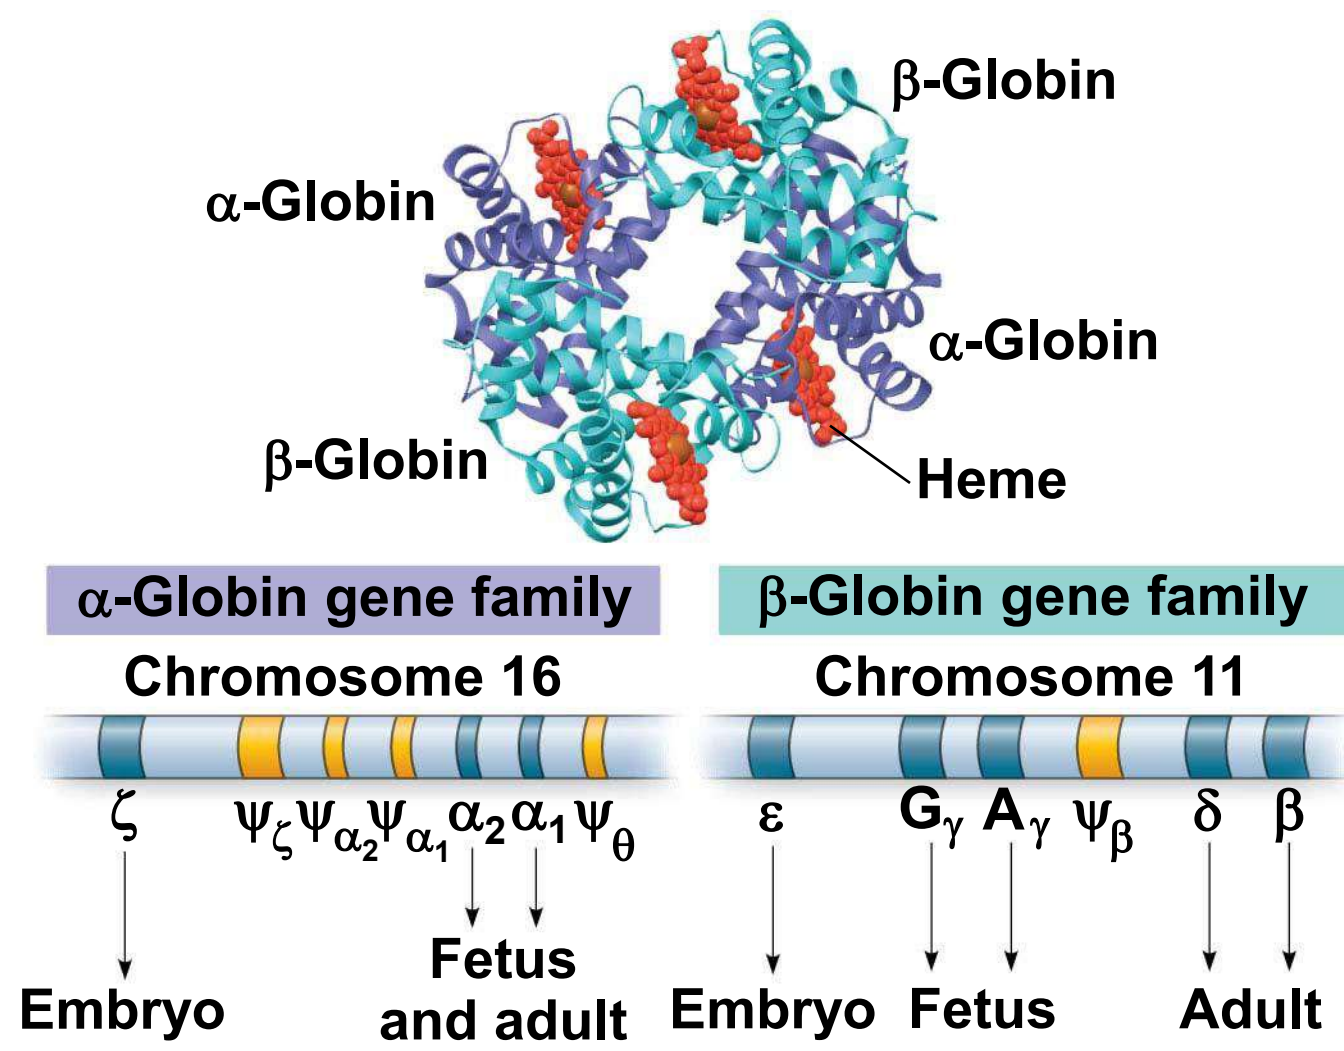 β-Globin
α-Globin
α-Globin
β-Globin
Heme
α-Globin gene family
β-Globin gene family
Chromosome 16
Chromosome 11
ζ ψζ ψα2 ψα1 α2 α1 ψθ
ε Gγ Aγ ψβ δ β
Embryo
Fetus
and adult
Embryo
Fetus
Adult